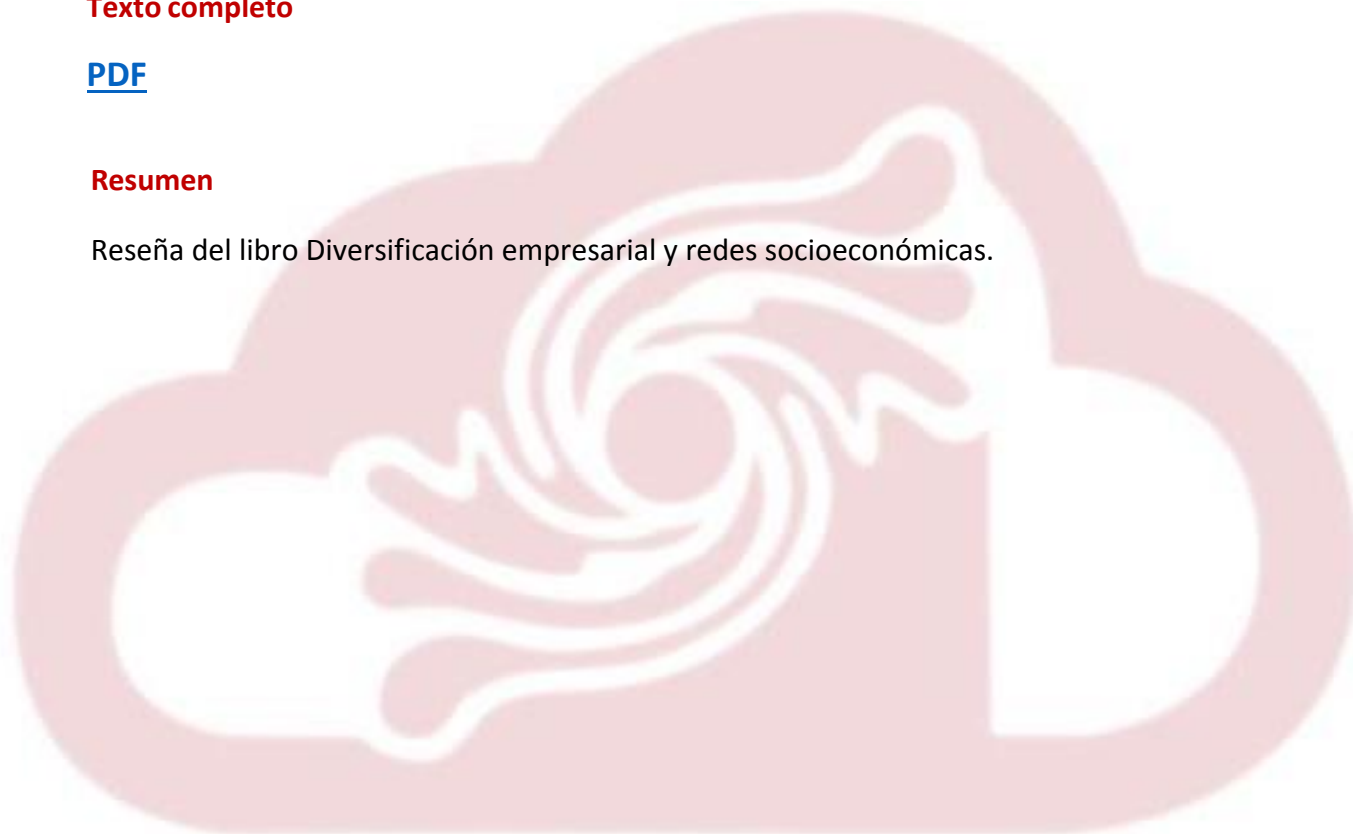 Texto completo
PDF
Resumen
Reseña del libro Diversificación empresarial y redes socioeconómicas.